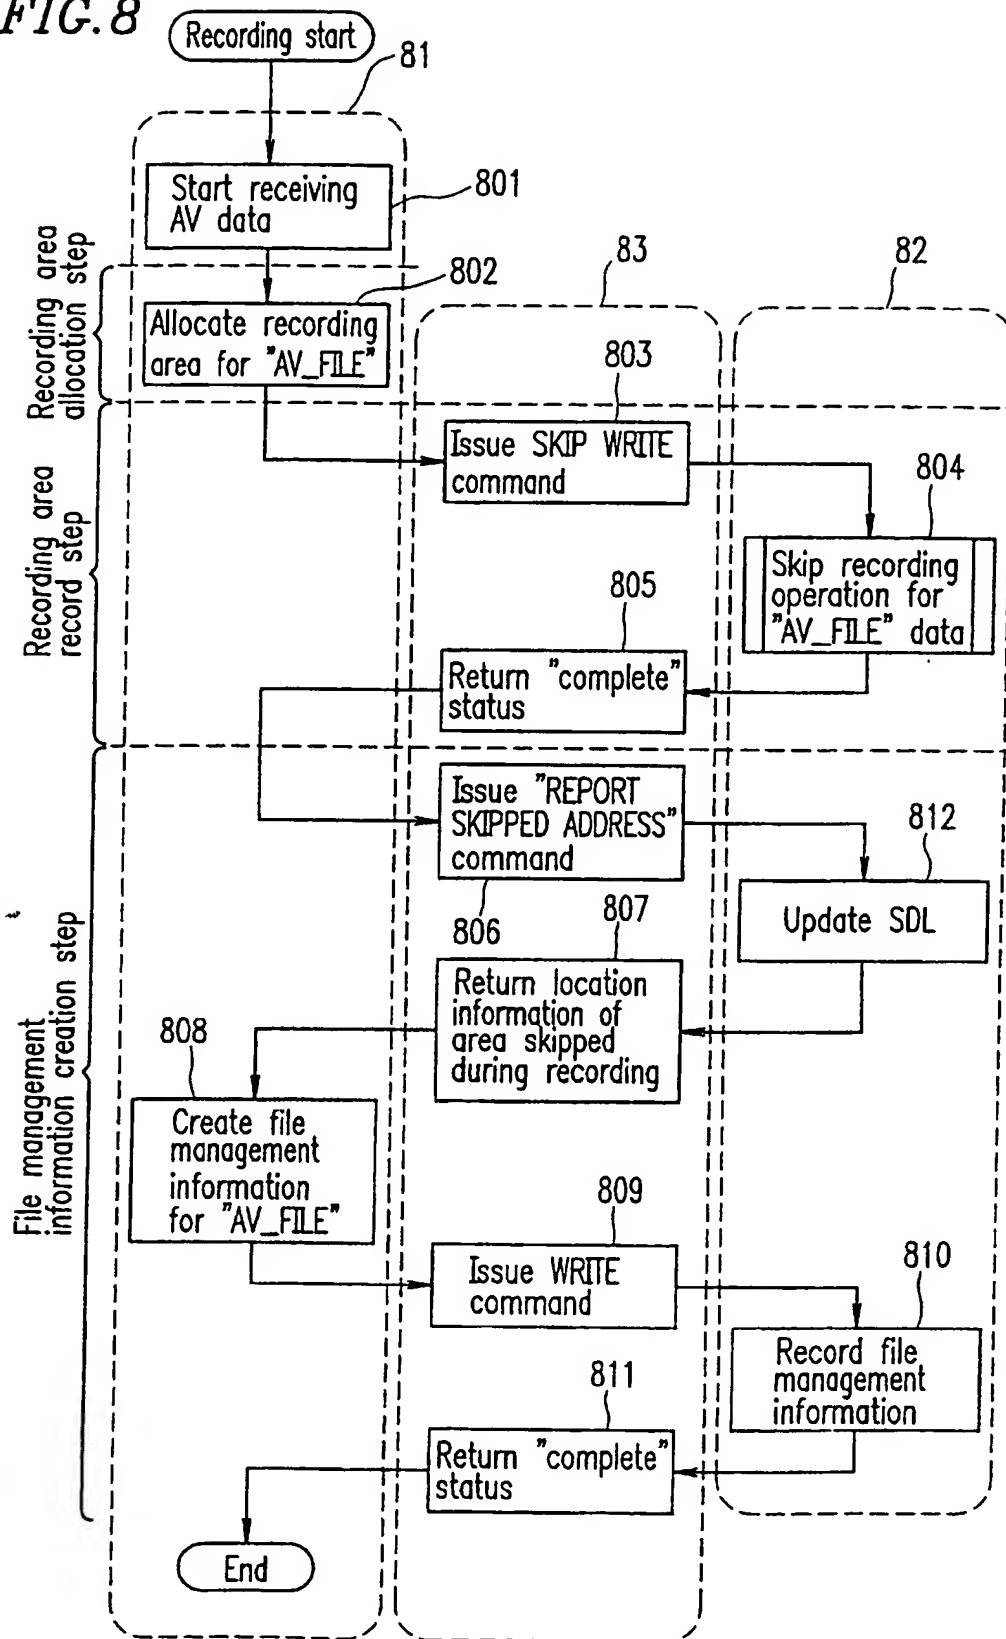 FIG. 8
Recording start
81
Start receiving
AV data
801
Recording area
allocation step
802
Allocate recording
area for "AV_FILE"
83
82
Recording area
record step
803
Issue SKIP WRITE
command
804
Skip recording
operation for
"AV_FILE" data
805
Return "complete"
status
File management
information creation step
Issue "REPORT
SKIPPED ADDRESS"
command
806
812
Update SDL
807
Return location
information of
area skipped
during recording
808
Create file
management
information
for "AV_FILE"
809
Issue WRITE
command
810
Record file
management
information
811
Return "complete"
status
End